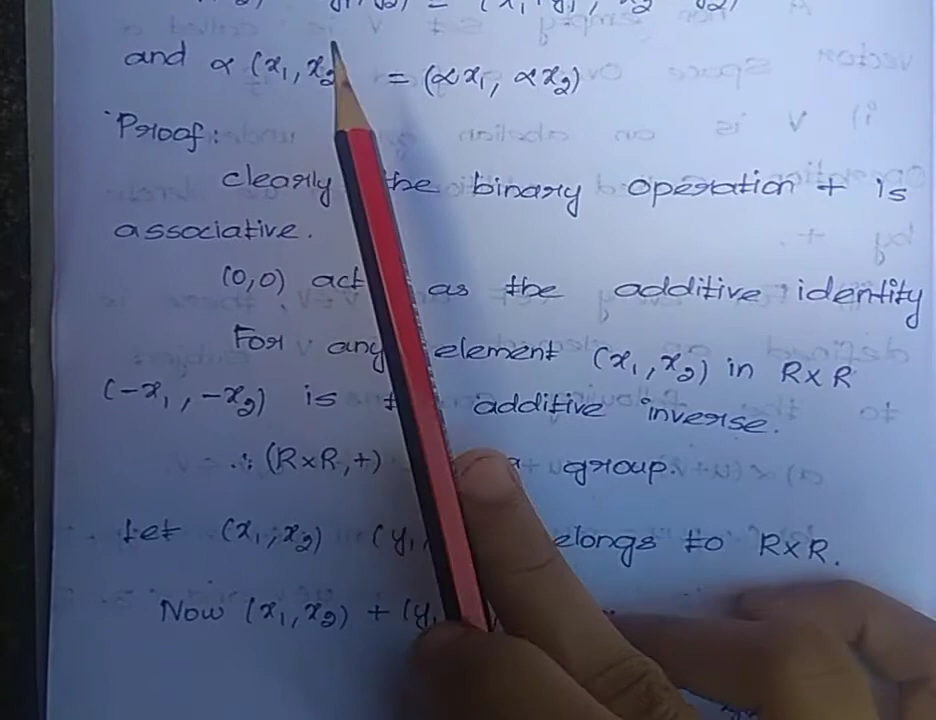 and α (x₁, x₂ = (αx₁, αx₂)
Proof:
clearly the binary operation + is
associative.
(0,0) act as the additive identity
For any element (x₁, x₂) in R×R
(-x₁, -x₂) is additive inverse.
∴ (R×R, +) group.
Let (x₁, x₂) (y₁ elongs to R×R.
Now (x₁, x₂) + (y₁